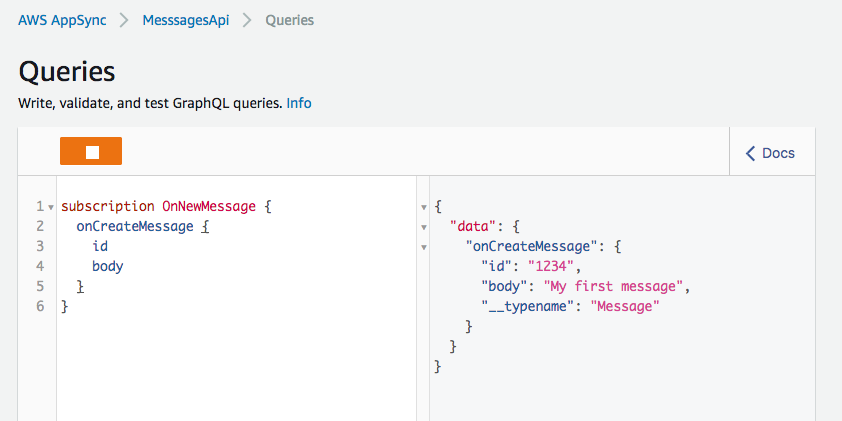 AWS AppSync > MesssagesApi > Queries
Queries
Write, validate, and test GraphQL queries. Info
< Docs
1 subscription OnNewMessage {
2 onCreateMessage {
3 id
4 body
5 }
6 }
{
"data": {
"onCreateMessage": {
"id": "1234",
"body": "My first message",
"__typename": "Message"
}
}
}